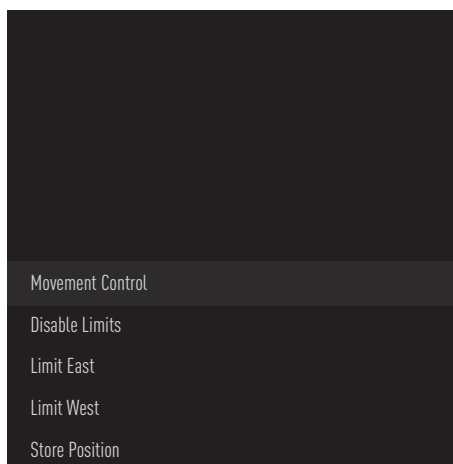 Movement Control
Disable Limits
Limit East
Limit West
Store Position